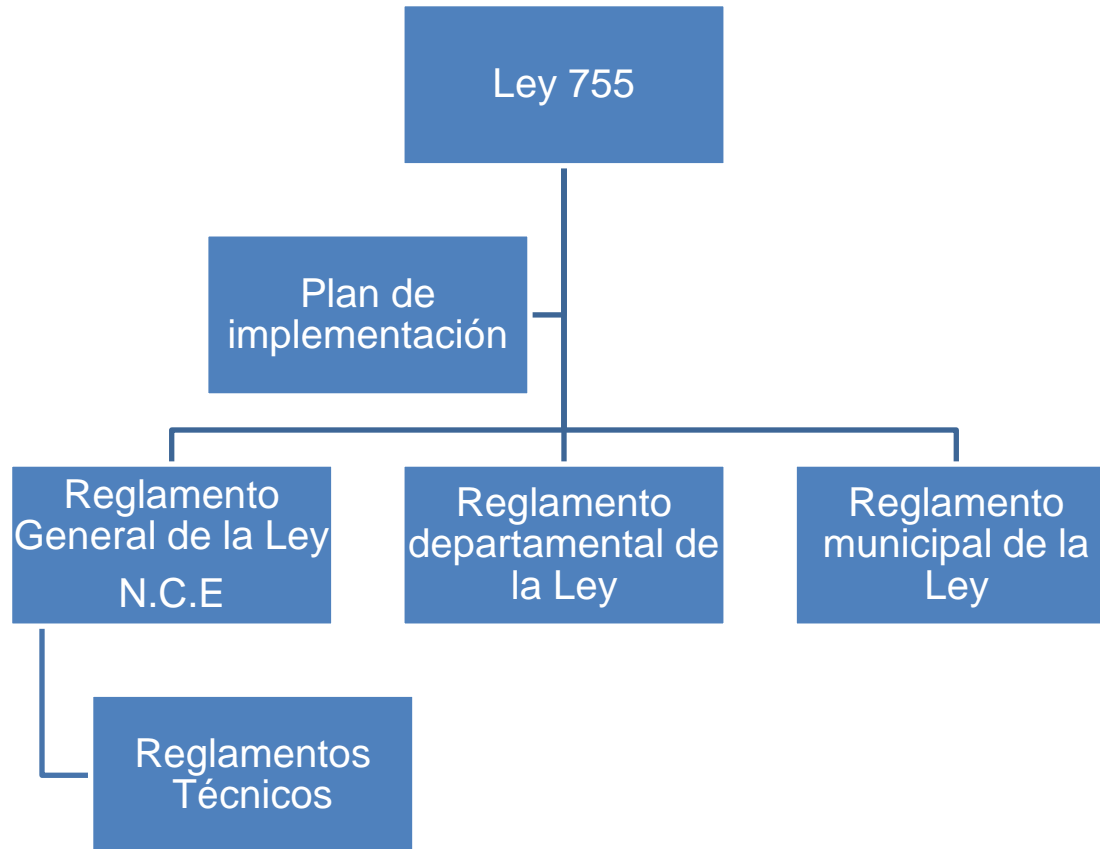 Ley 755
Plan de
implementación
Reglamento
General de la Ley
N.C.E
Reglamento
departamental de
la Ley
Reglamento
municipal de la
Ley
Reglamentos
Técnicos